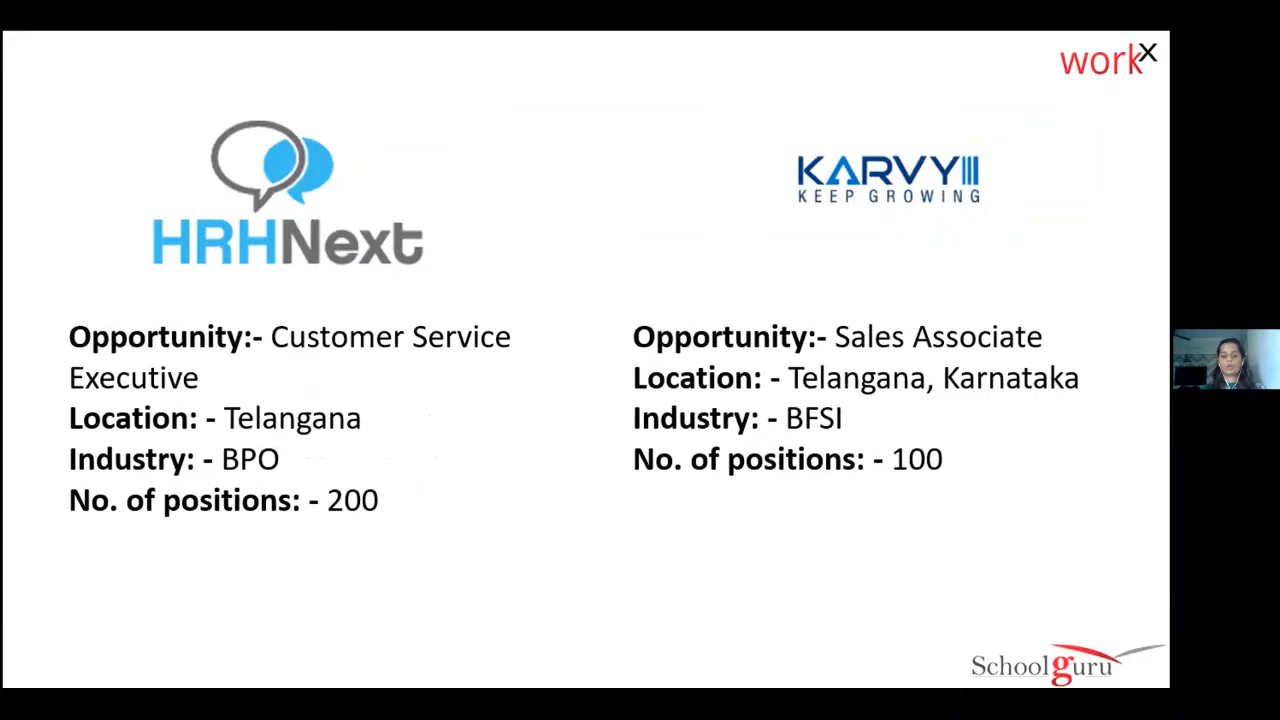 workX
HRHNext
Opportunity:- Customer Service
Executive
Location: - Telangana
Industry: - BPO
No. of positions: - 200
KARVY
KEEP GROWING
Opportunity:- Sales Associate
Location: - Telangana, Karnataka
Industry: - BFSI
No. of positions: - 100
Schoolguru